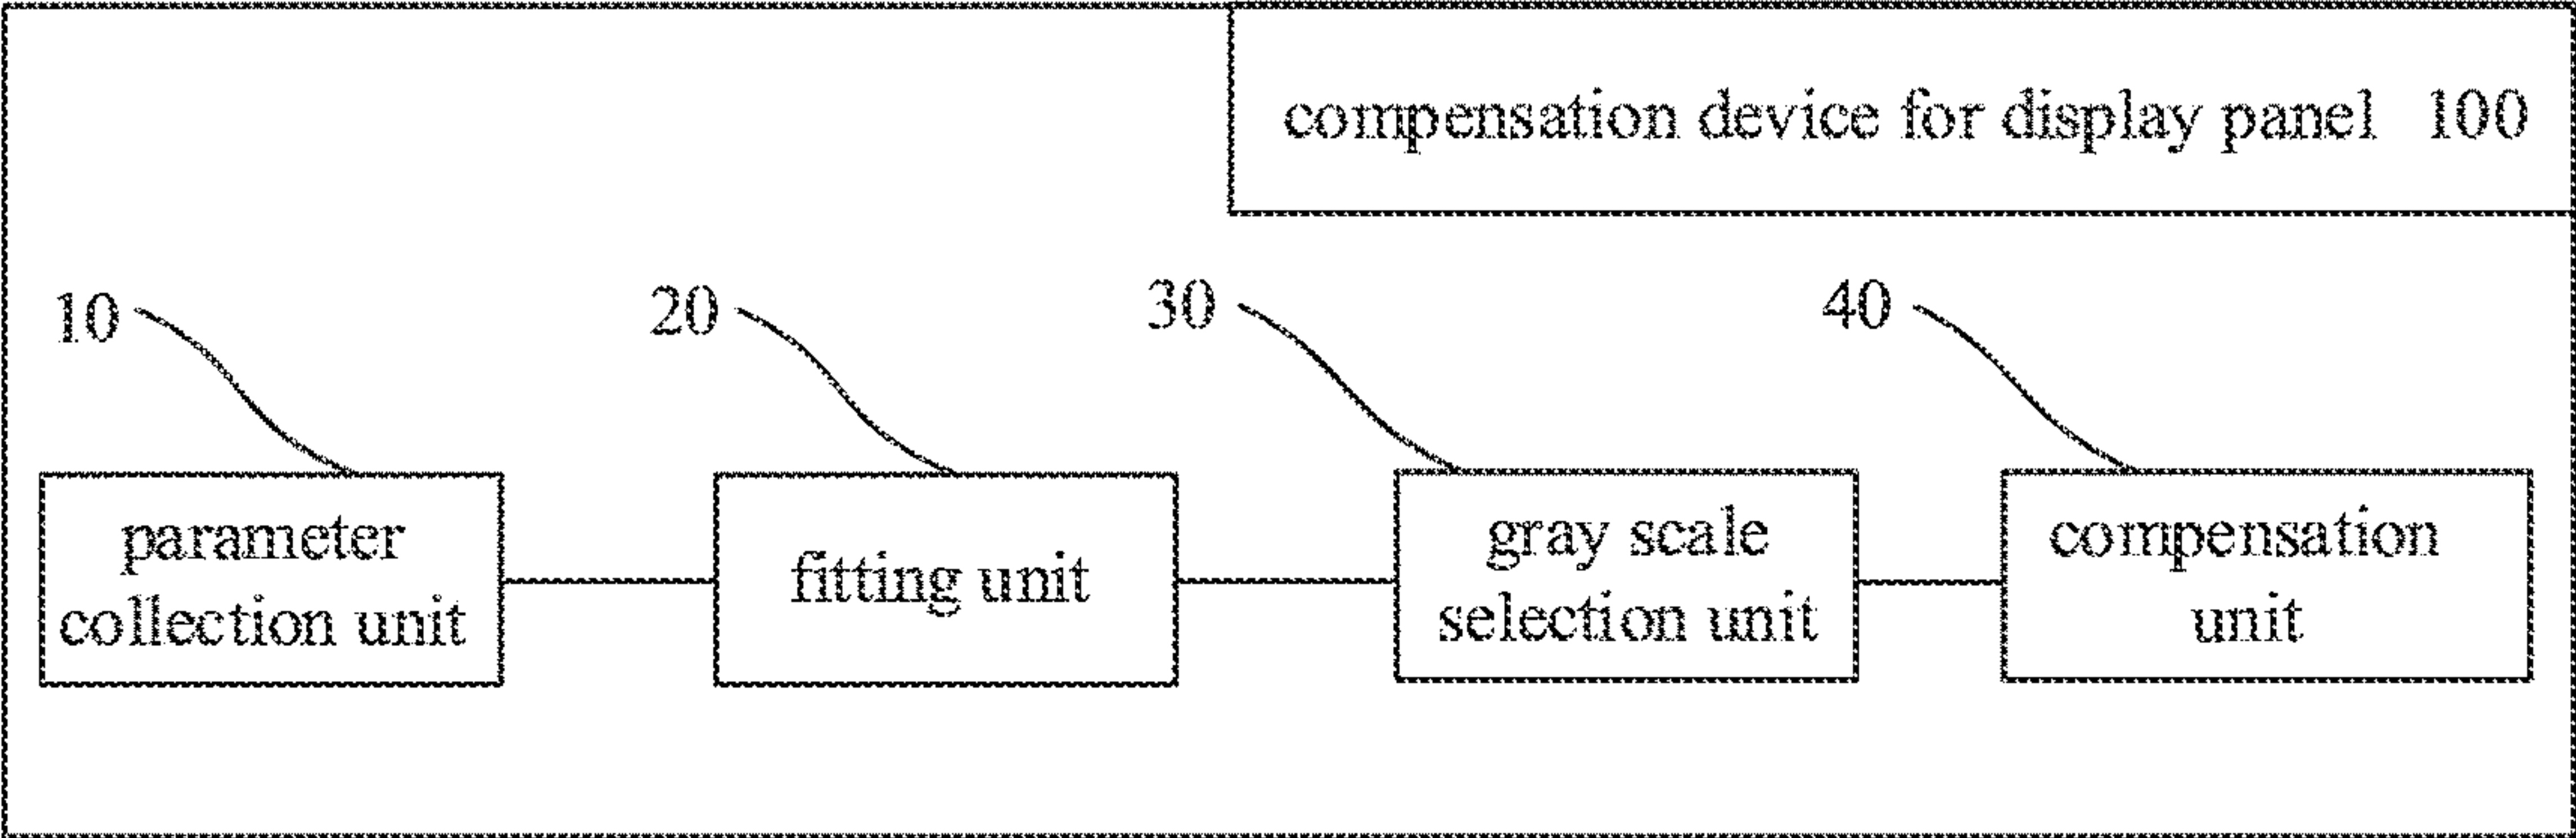 compensation device for display panel 100
10
20
30
40
parameter
collection unit
fitting unit
gray scale
selection unit
compensation
unit